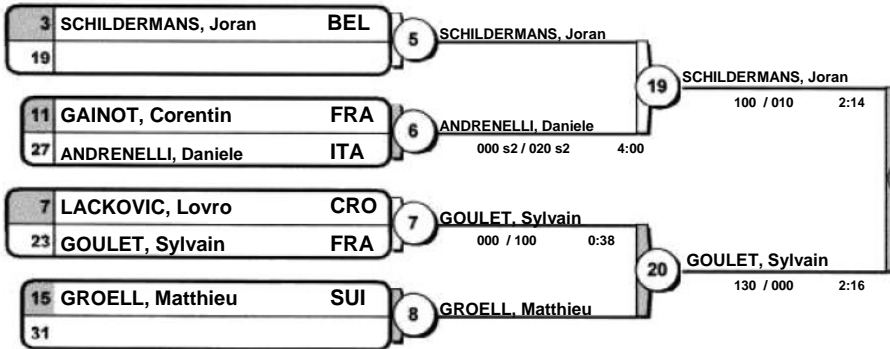 3 SCHILDERMANS, Joran BEL
19
5 SCHILDERMANS, Joran
11 GAINOT, Corentin FRA
27 ANDRENELLI, Daniele ITA
6 ANDRENELLI, Daniele
000 s2 / 020 s2 4:00
19 SCHILDERMANS, Joran
100 / 010 2:14
7 LACKOVIC, Lovro CRO
23 GOULET, Sylvain FRA
7 GOULET, Sylvain
000 / 100 0:38
15 GROELL, Matthieu SUI
31
8 GROELL, Matthieu
20 GOULET, Sylvain
130 / 000 2:16